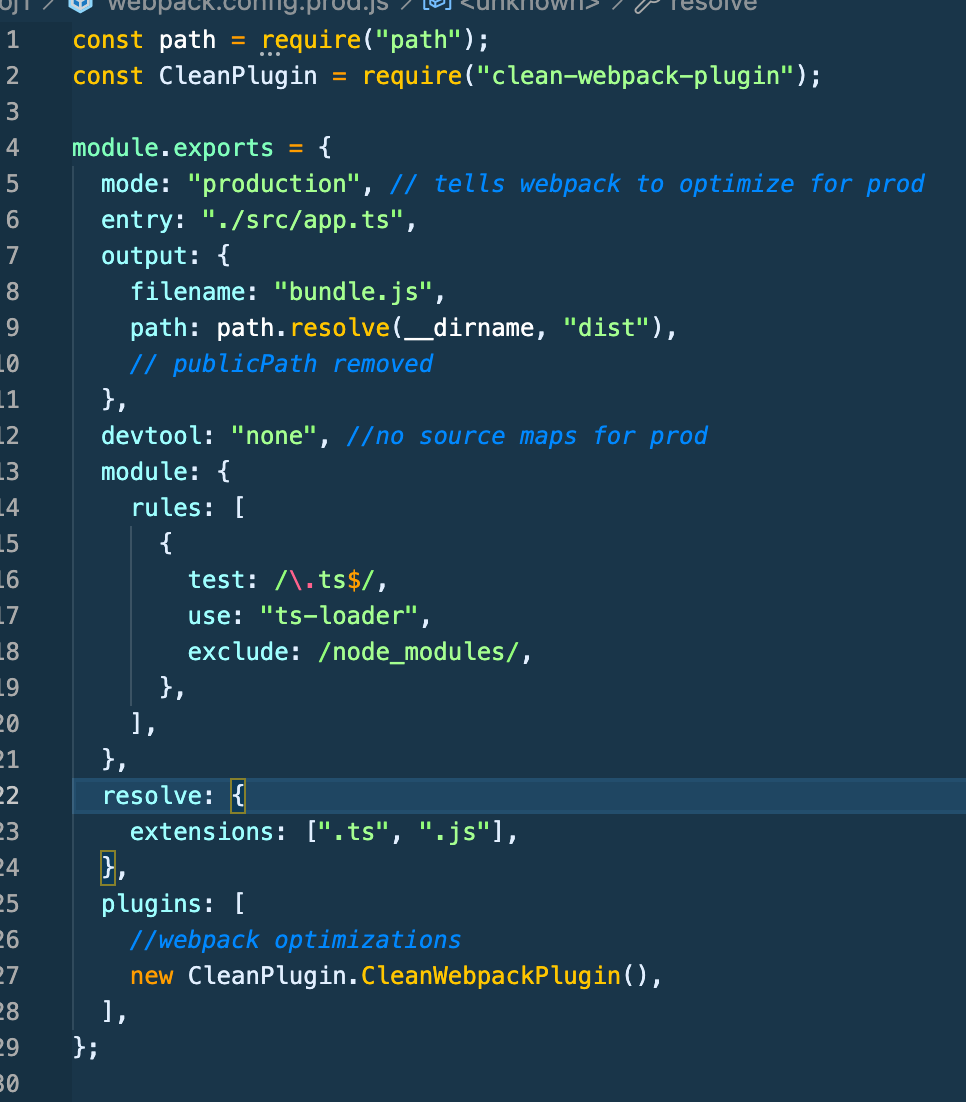 webpack.config.prod.js <unknown> resolve
1 const path = require("path");
2 const CleanPlugin = require("clean-webpack-plugin");
3
4 module.exports = {
5 mode: "production", // tells webpack to optimize for prod
6 entry: "./src/app.ts",
7 output: {
8 filename: "bundle.js",
9 path: path.resolve(__dirname, "dist"),
10 // publicPath removed
11 },
12 devtool: "none", //no source maps for prod
13 module: {
14 rules: [
15 {
16 test: /\.ts$/,
17 use: "ts-loader",
18 exclude: /node_modules/,
19 },
20 ],
21 },
22 resolve: {
23 extensions: [".ts", ".js"],
24 },
25 plugins: [
26 //webpack optimizations
27 new CleanPlugin.CleanWebpackPlugin(),
28 ],
29 };
30